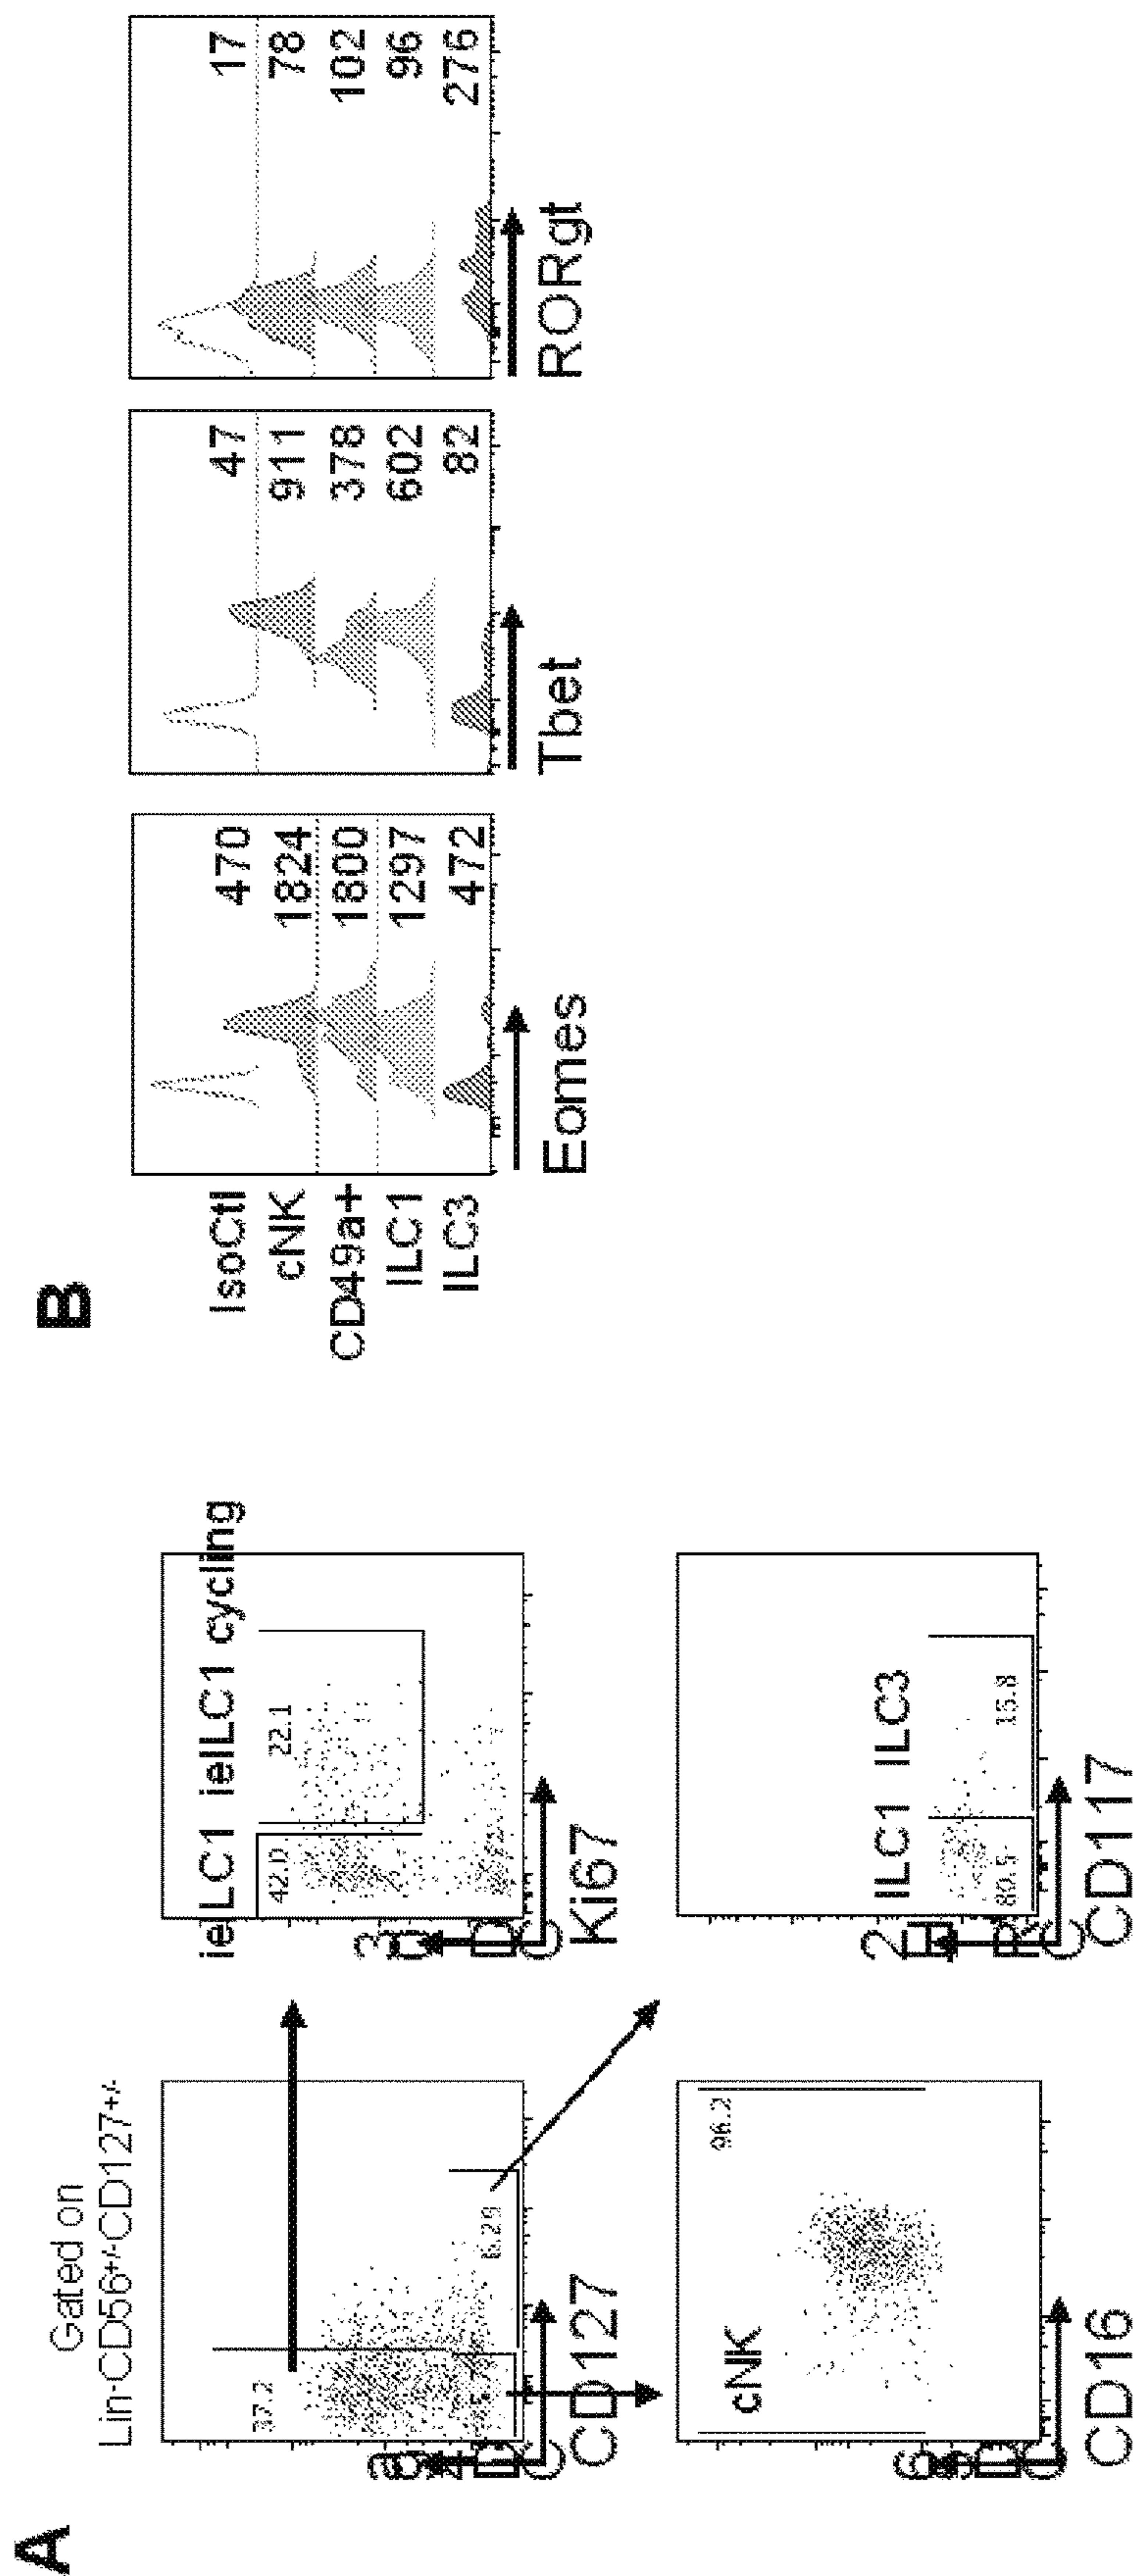 A
Gated on
Lin-CD56+/-CD127+/-
37.2
6.29
CD127
ieILC1 ieILC1 cycling
42.0
22.1
Ki67
cNK
96.2
CD16
ILC1 ILC3
80.5
15.8
CD117
B
IsoCtl
cNK
CD49a+
ILC1
ILC3
470
1824
1800
1297
472
Eomes
47
911
378
602
82
Tbet
17
78
102
96
276
RORgt